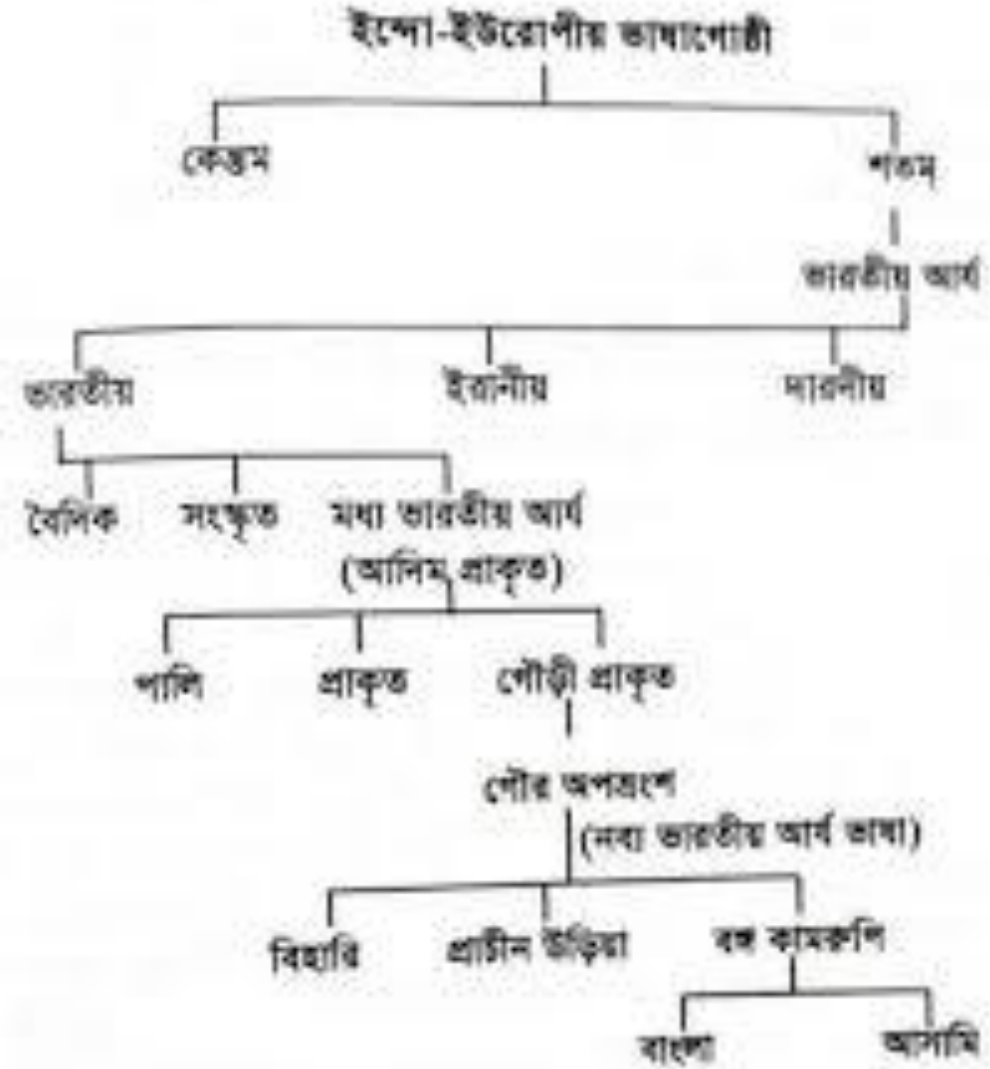 ইন্দো-ইউরোপীয় ভাষাগোষ্ঠী
কেন্তুম শতম্
ভারতীয় আর্য
ভারতীয় ইরানীয় দারদীয়
বৈদিক সংস্কৃত মধ্য ভারতীয় আর্য
(আদিম প্রাকৃত)
পালি প্রাকৃত গৌড়ী প্রাকৃত
গৌর অপভ্রংশ
(নব্য ভারতীয় আর্য ভাষা)
বিহারি প্রাচীন উড়িয়া বঙ্গ কামরুপি
বাংলা আসামি